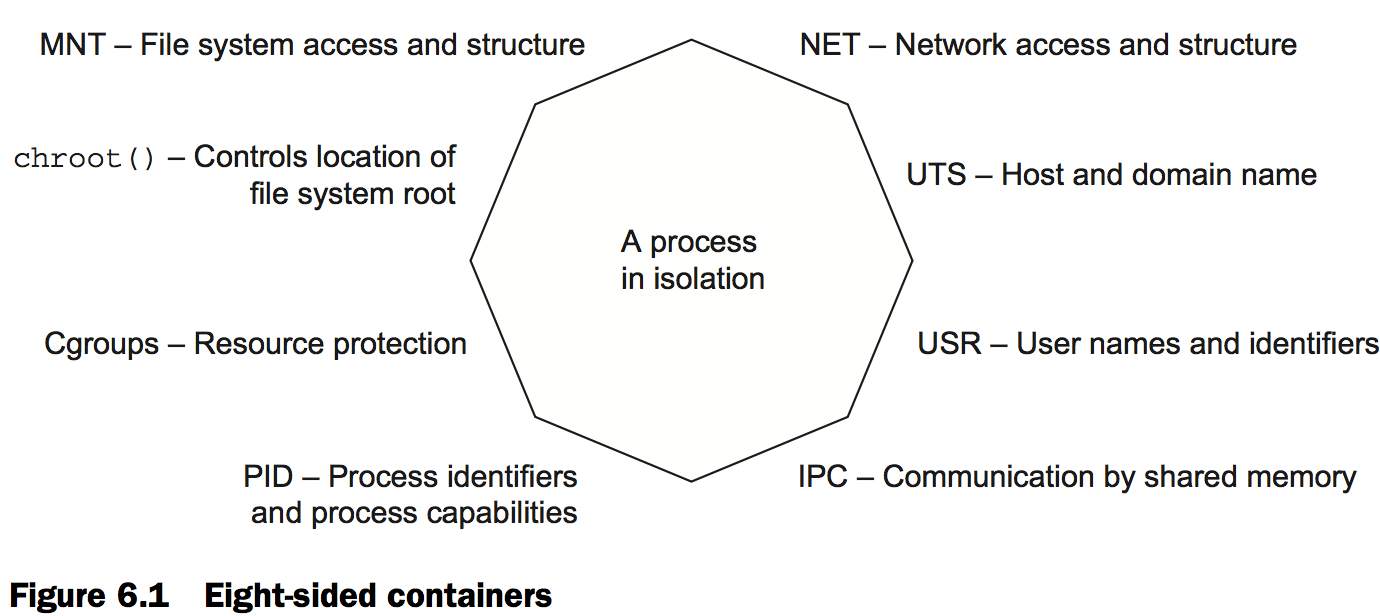 MNT – File system access and structure
NET – Network access and structure
chroot() – Controls location of
file system root
UTS – Host and domain name
A process
in isolation
Cgroups – Resource protection
USR – User names and identifiers
PID – Process identifiers
and process capabilities
IPC – Communication by shared memory
Figure 6.1 Eight-sided containers